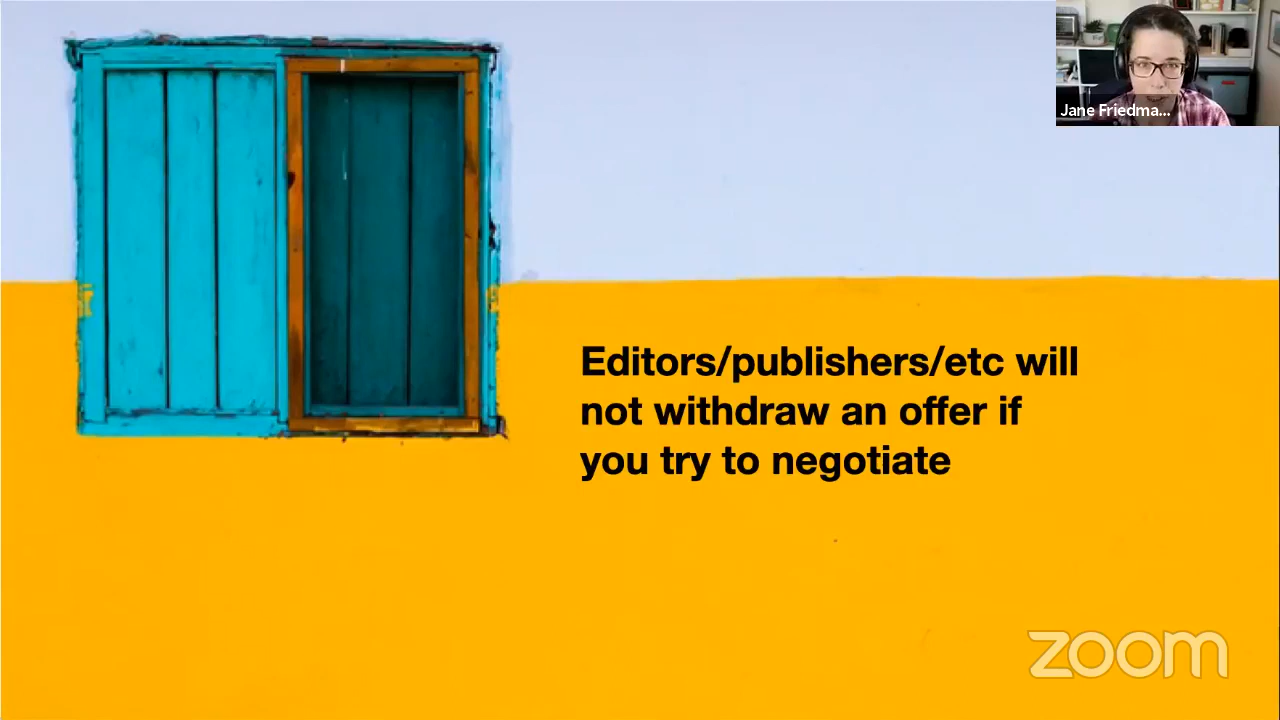 Jane Friedma...
Editors/publishers/etc will
not withdraw an offer if
you try to negotiate
zoom